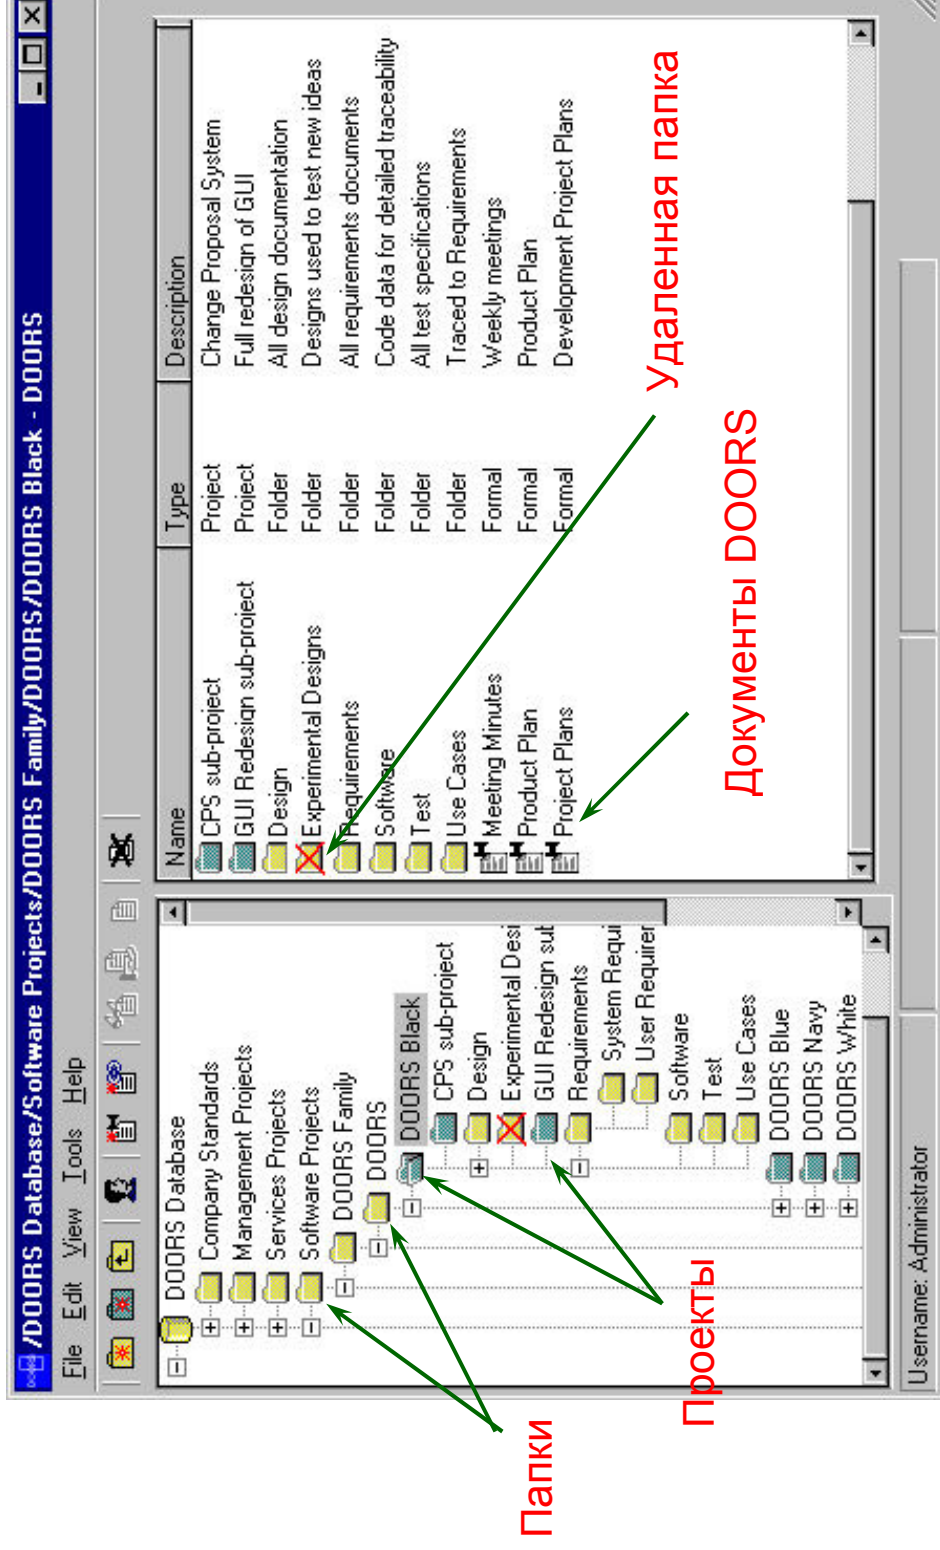 /DOORS Database/Software Projects/DOORS Family/DOORS/DOORS Black - DOORS
File Edit View Tools Help
DOORS Database
Company Standards
Management Projects
Services Projects
Software Projects
DOORS Family
DOORS
DOORS Black
CPS sub-project
Design
Experimental Desi
GUI Redesign sub
Requirements
System Requi
User Requirer
Software
Test
Use Cases
DOORS Blue
DOORS Navy
DOORS White
Name Type Description
CPS sub-project Project Change Proposal System
GUI Redesign sub-project Project Full redesign of GUI
Design Folder All design documentation
Experimental Designs Folder Designs used to test new ideas
Requirements Folder All requirements documents
Software Folder Code data for detailed traceability
Test Folder All test specifications
Use Cases Folder Traced to Requirements
Meeting Minutes Formal Weekly meetings
Product Plan Formal Product Plan
Project Plans Formal Development Project Plans
Username: Administrator
Папки
Проекты
Документы DOORS
Удаленная папка